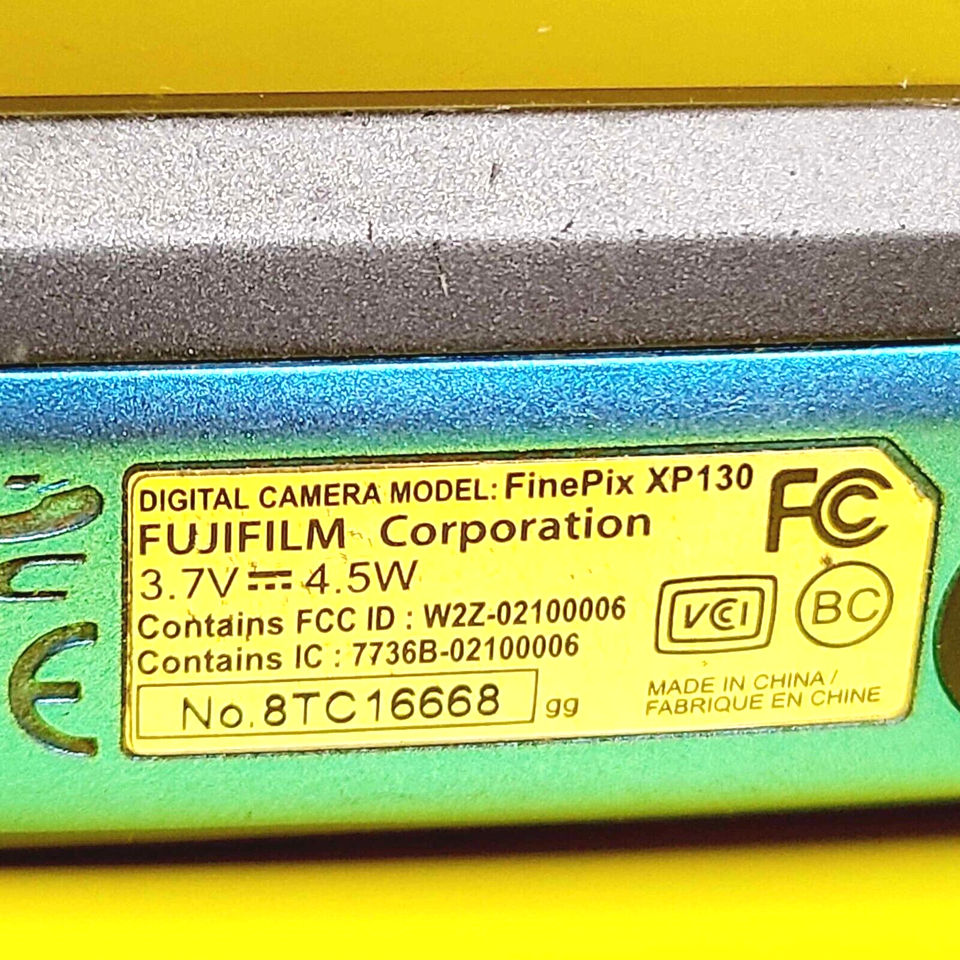 DIGITAL CAMERA MODEL: FinePix XP130
FUJIFILM Corporation
3.7V ⎓ 4.5W
Contains FCC ID : W2Z-02100006
Contains IC : 7736B-02100006
No.8TC16668 gg
FC
VCCI
BC
MADE IN CHINA /
FABRIQUE EN CHINE
CE